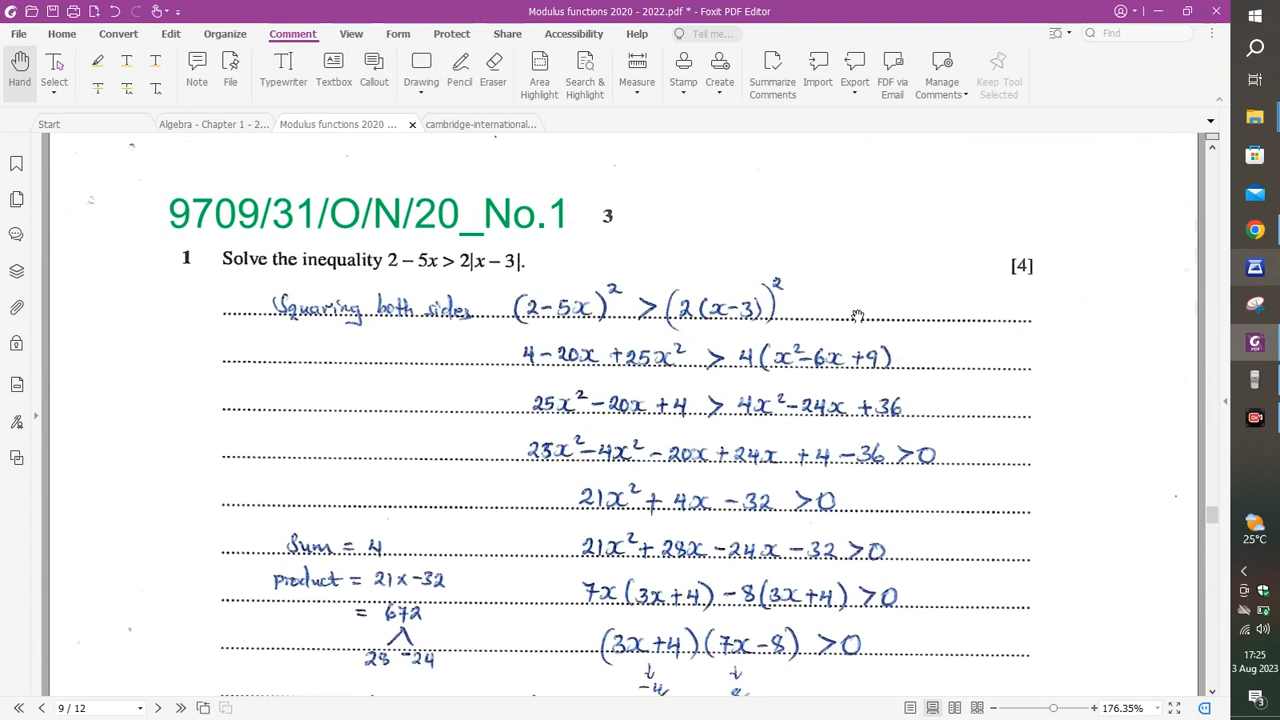 Modulus functions 2020 - 2022.pdf * - Foxit PDF Editor
File Home Convert Edit Organize Comment View Form Protect Share Accessibility Help Tell me... Find
Hand Select Note File Typewriter Textbox Callout Drawing Pencil Eraser Area Highlight Search & Highlight Measure Stamp Create Summarize Comments Import Export FDF via Email Manage Comments Keep Tool Selected
Start Algebra - Chapter 1 - 2... Modulus functions 2020 ... cambridge-international...
9709/31/O/N/20_No.1 3
1 Solve the inequality 2 – 5x > 2|x – 3|. [4]
Squaring both sides (2-5x)² > (2(x-3))²
4-20x+25x² > 4(x²-6x+9)
25x²-20x+4 > 4x²-24x+36
25x²-4x²-20x+24x+4-36>0
21x²+4x-32>0
Sum = 4 21x²+28x-24x-32>0
product = 21x-32
7x(3x+4)-8(3x+4)>0
= 672
(3x+4)(7x-8)>0
28 -24
9 / 12 176.35%
25°C
17:25
3 Aug 2023
3